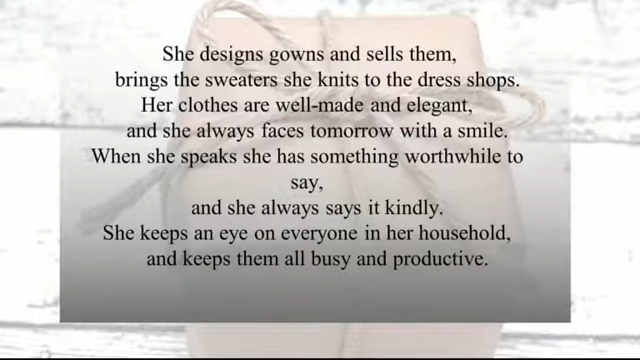 She designs gowns and sells them,
brings the sweaters she knits to the dress shops.
Her clothes are well-made and elegant,
and she always faces tomorrow with a smile.
When she speaks she has something worthwhile to
say,
and she always says it kindly.
She keeps an eye on everyone in her household,
and keeps them all busy and productive.